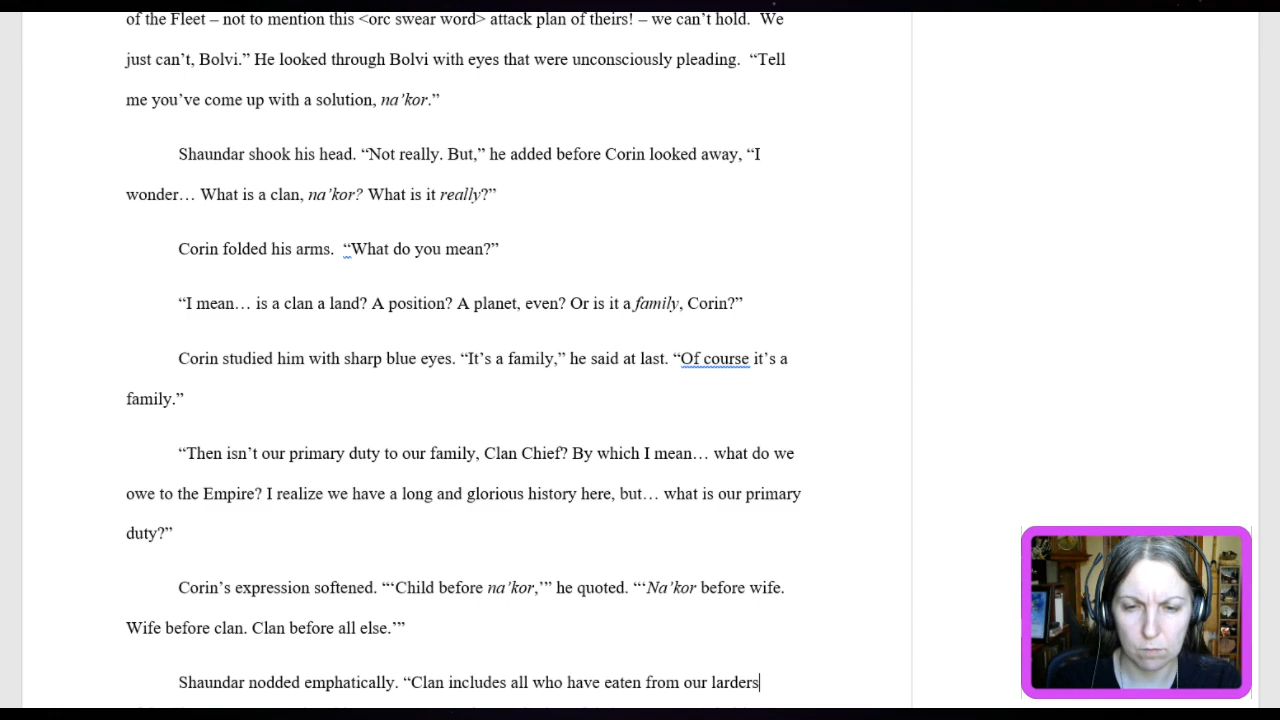 of the Fleet – not to mention this <orc swear word> attack plan of theirs! – we can’t hold.  We
just can’t, Bolvi.” He looked through Bolvi with eyes that were unconsciously pleading.  “Tell
me you’ve come up with a solution, na’kor.”
Shaundar shook his head. “Not really. But,” he added before Corin looked away, “I
wonder… What is a clan, na’kor? What is it really?”
Corin folded his arms.  “What do you mean?”
“I mean… is a clan a land? A position? A planet, even? Or is it a family, Corin?”
Corin studied him with sharp blue eyes. “It’s a family,” he said at last. “Of course it’s a
family.”
“Then isn’t our primary duty to our family, Clan Chief? By which I mean… what do we
owe to the Empire? I realize we have a long and glorious history here, but… what is our primary
duty?”
Corin’s expression softened. “‘Child before na’kor,’” he quoted. “‘Na’kor before wife.
Wife before clan. Clan before all else.’”
Shaundar nodded emphatically. “Clan includes all who have eaten from our larders